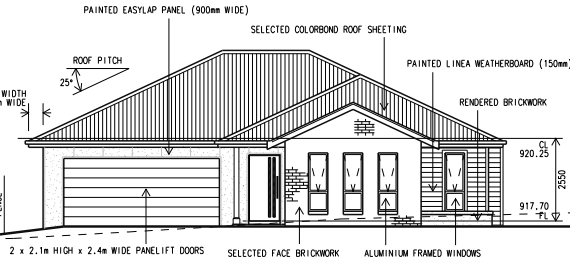 PAINTED EASYLAP PANEL (900mm WIDE)
SELECTED COLORBOND ROOF SHEETING
ROOF PITCH
25°
PAINTED LINEA WEATHERBOARD (150mm)
WIDTH
WIDE
RENDERED BRICKWORK
CL
920.25
2550
917.70
FL
2 x 2.1m HIGH x 2.4m WIDE PANELIFT DOORS
SELECTED FACE BRICKWORK
ALUMINIUM FRAMED WINDOWS